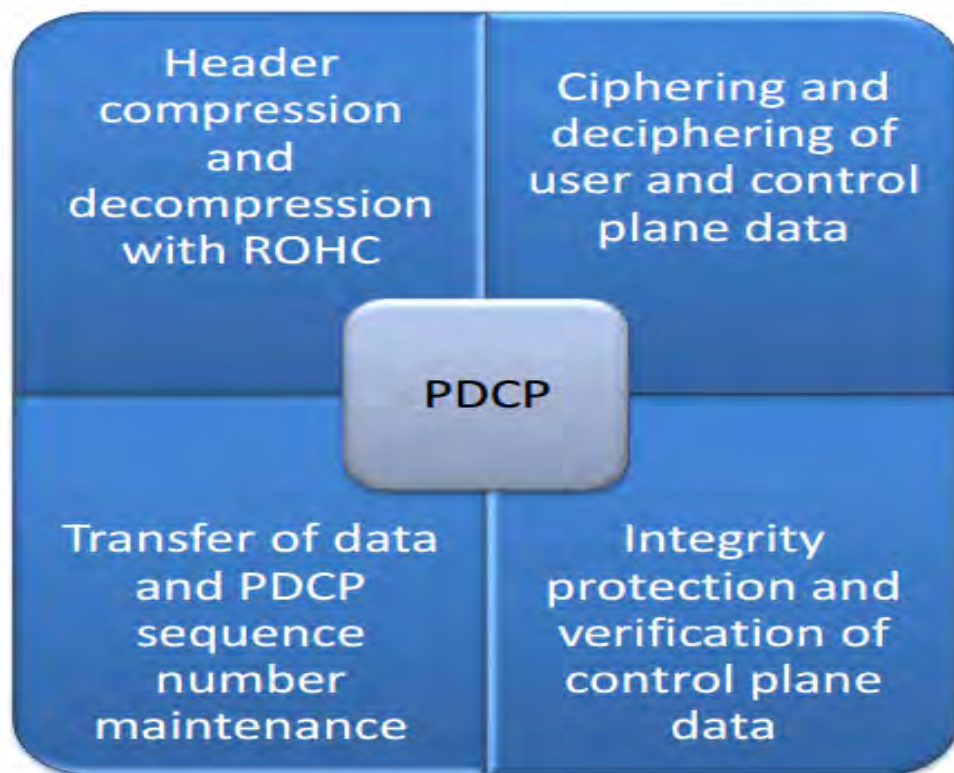 Header
compression
and
decompression
with ROHC
Ciphering and
deciphering of
user and control
plane data
PDCP
Transfer of data
and PDCP
sequence
number
maintenance
Integrity
protection and
verification of
control plane
data